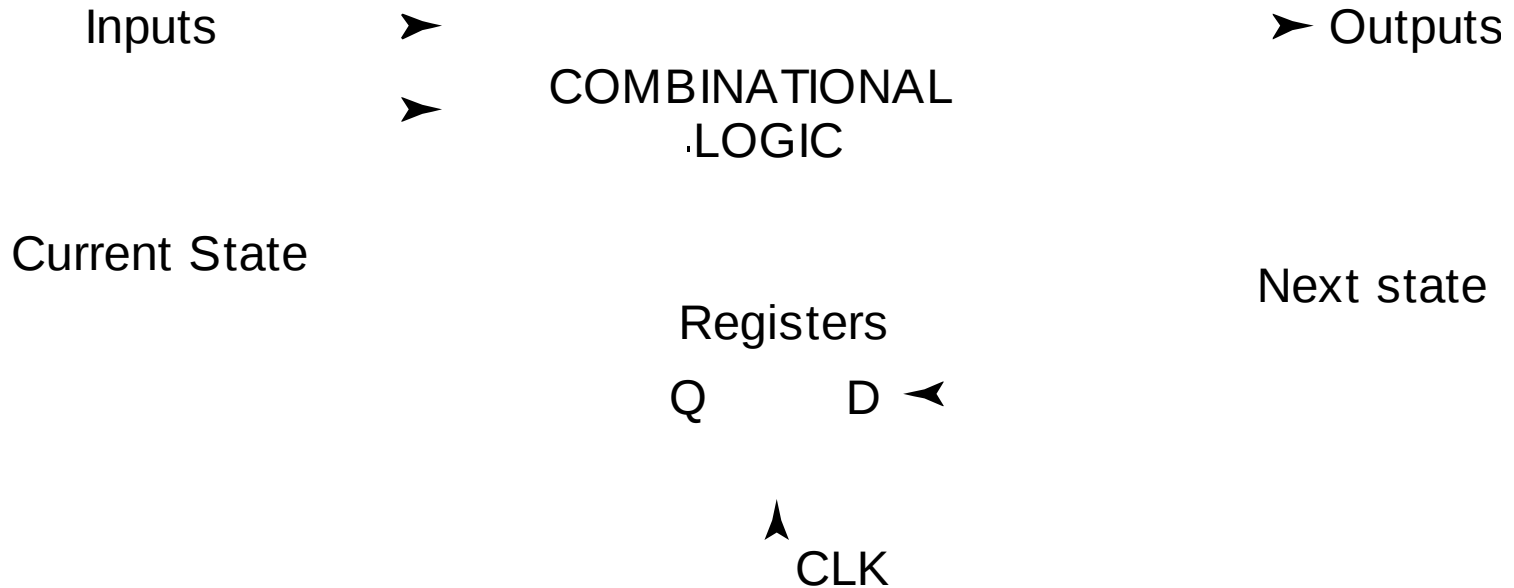 Inputs
Outputs
COMBINATIONAL
LOGIC
Current State
Next state
Registers
Q D
CLK